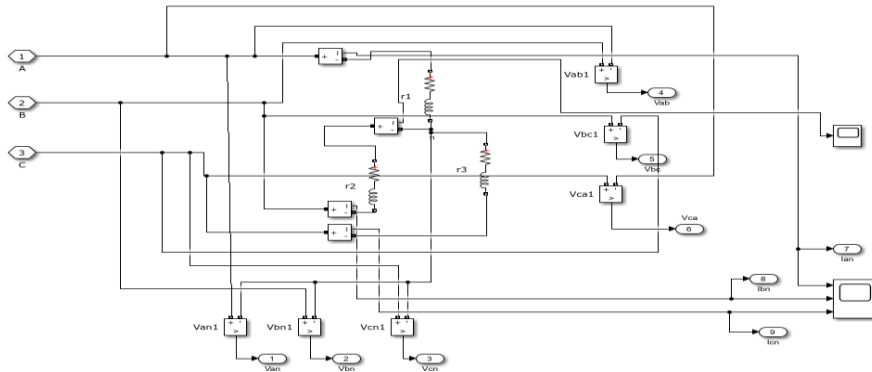 1
A
2
B
3
C
r1
r2
r3
Vab1
4
Vab
Vbc1
5
Vbc
Vca1
Vca
6
7
Ian
8
Ibn
9
Icn
Van1
Vbn1
Vcn1
1
Van
2
Vbn
3
Vcn